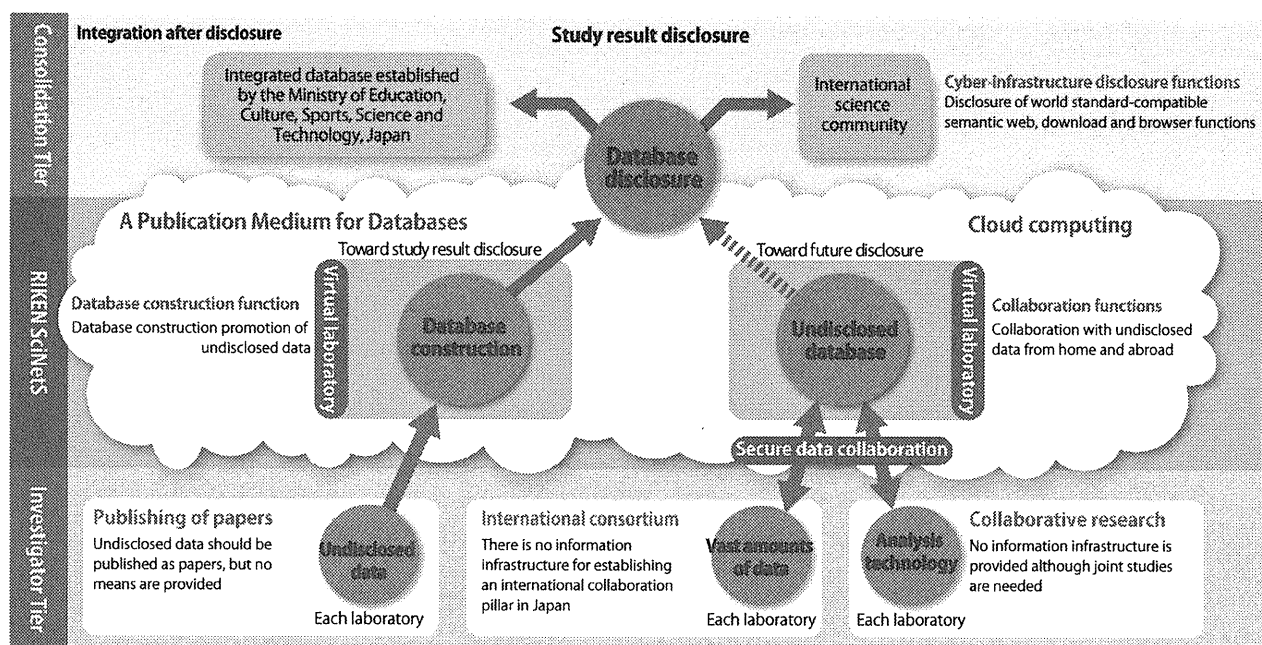 Consolidation Tier
Integration after disclosure
Study result disclosure
Integrated database established
by the Ministry of Education,
Culture, Sports, Science and
Technology, Japan
Database
disclosure
International
science
community
Cyber-infrastructure disclosure functions
Disclosure of world standard-compatible
semantic web, download and browser functions
RIKEN SciNetS
A Publication Medium for Databases
Cloud computing
Toward study result disclosure
Toward future disclosure
Database construction function
Database construction promotion of
undisclosed data
Virtual laboratory
Database
construction
Undisclosed
database
Virtual laboratory
Collaboration functions
Collaboration with undisclosed
data from home and abroad
Secure data collaboration
Investigator Tier
Publishing of papers
Undisclosed data should be
published as papers, but no
means are provided
Undisclosed
data
Each laboratory
International consortium
There is no information
infrastructure for establishing
an international collaboration
pillar in Japan
Vast amounts
of data
Each laboratory
Analysis
technology
Each laboratory
Collaborative research
No information infrastructure is
provided although joint studies
are needed